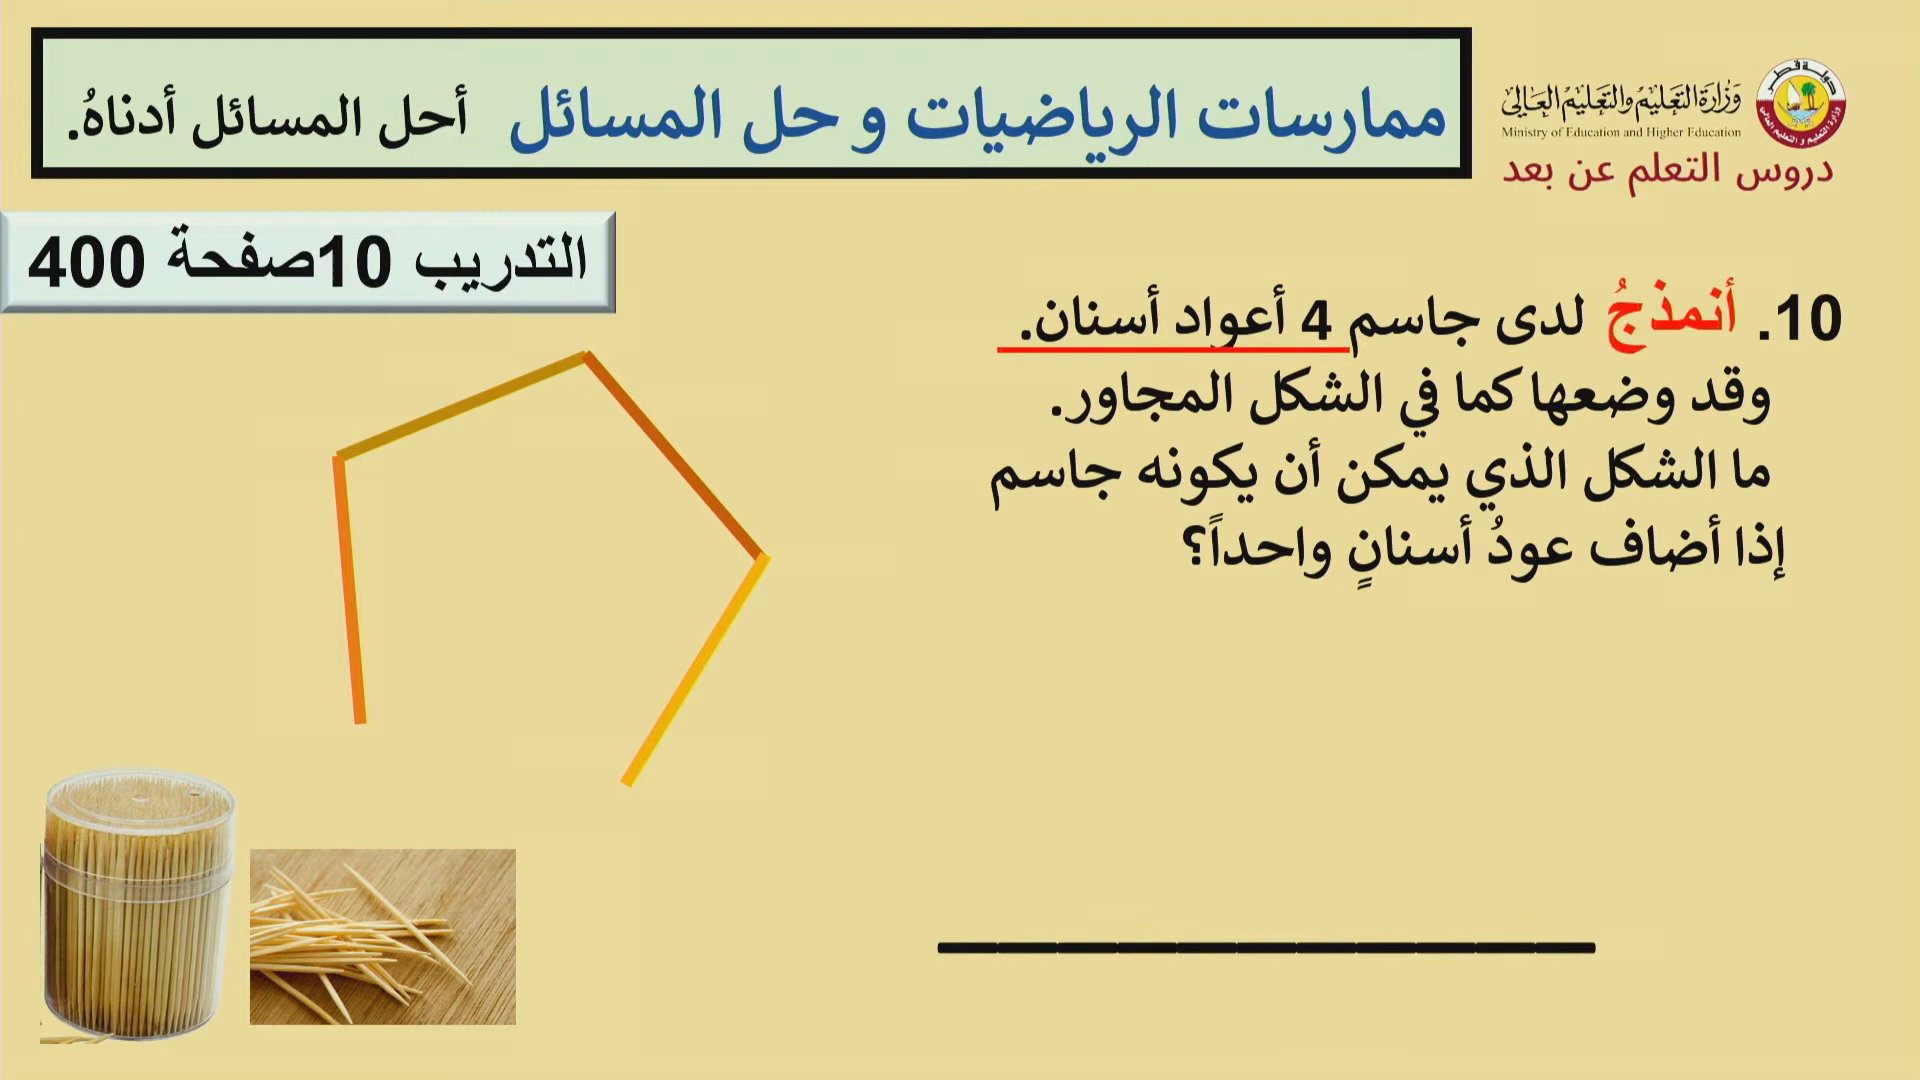 ممارسات الرياضيات و حل المسائل أحل المسائل أدناهُ.
وزارة التعليم والتعليم العالي
Ministry of Education and Higher Education
دروس التعلم عن بعد
التدريب 10صفحة 400
10. أنمذجُ لدى جاسم 4 أعواد أسنان.
وقد وضعها كما في الشكل المجاور.
ما الشكل الذي يمكن أن يكونه جاسم
إذا أضاف عودُ أسنانٍ واحداً؟